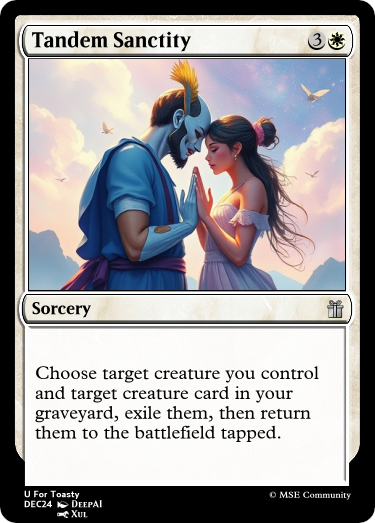 Tandem Sanctity 3
Sorcery
Choose target creature you control
and target creature card in your
graveyard, exile them, then return
them to the battlefield tapped.
U For Toasty
DEC24 DeepAI © MSE Community
Xul